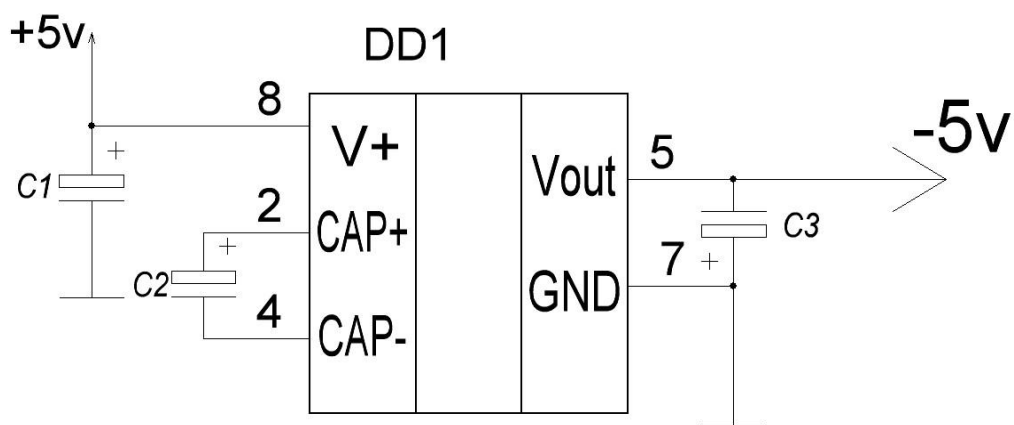 +5v
DD1
-5v
8
+
V+
5
Vout
C1
2
CAP+
C3
+
7
+
C2
GND
4
CAP-